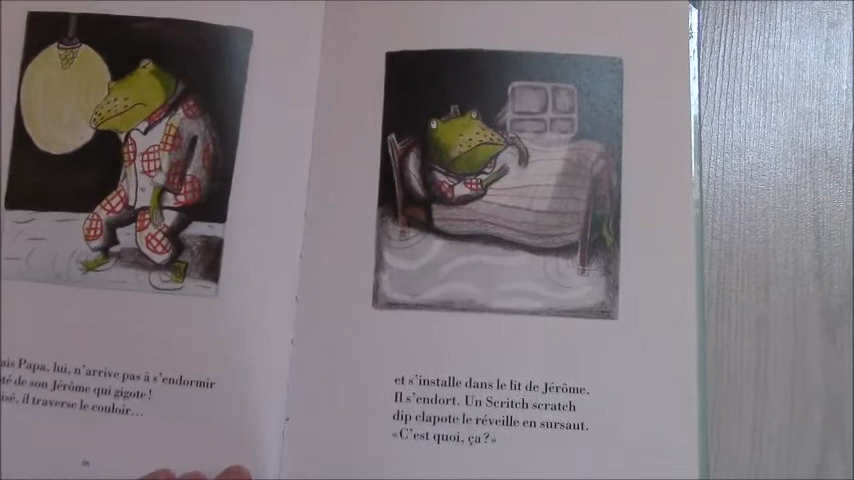 ais Papa, lui, n'arrive pas à s'endormir
té de son Jérôme qui gigote !
isé, il traverse le couloir...
et s'installe dans le lit de Jérôme.
Il s'endort. Un Scritch scratch
dip clapote le réveille en sursaut.
«C'est quoi, ça ?»